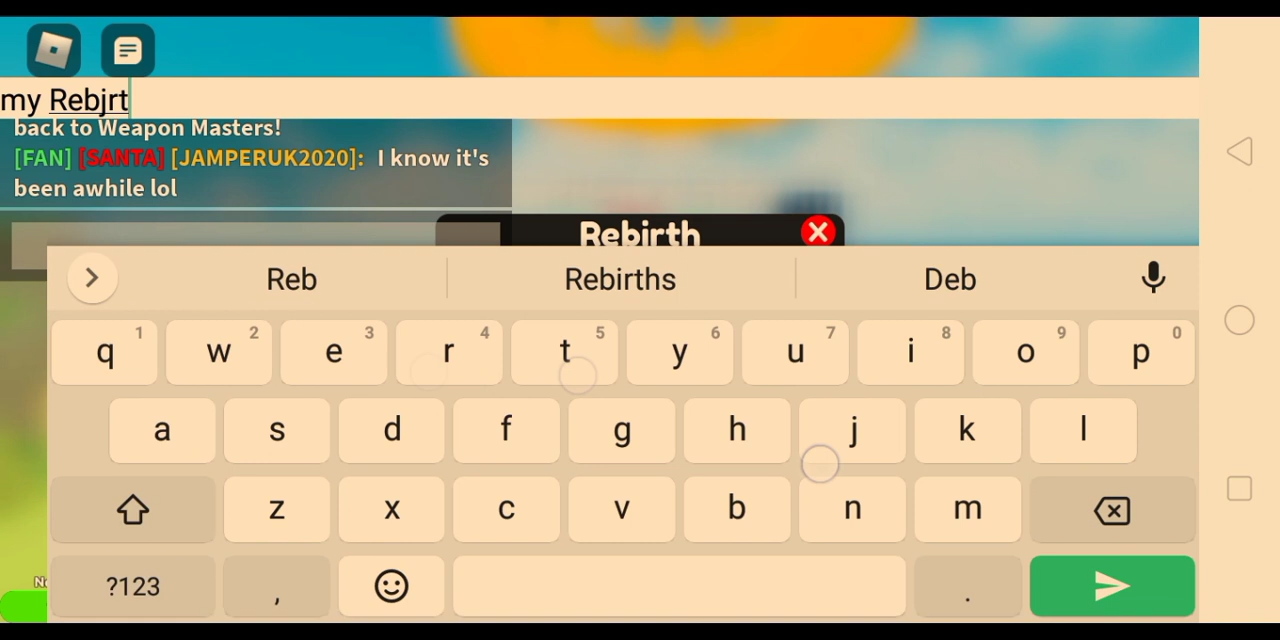 my Rebjrt
back to Weapon Masters!
[FAN] [SANTA] [JAMPERUK2020]: I know it's
been awhile lol
Rebirth
Reb Rebirths Deb
q 1 w 2 e 3 r 4 t 5 y 6 u 7 i 8 o 9 p 0
a s d f g h j k l
z x c v b n m
?123 , .